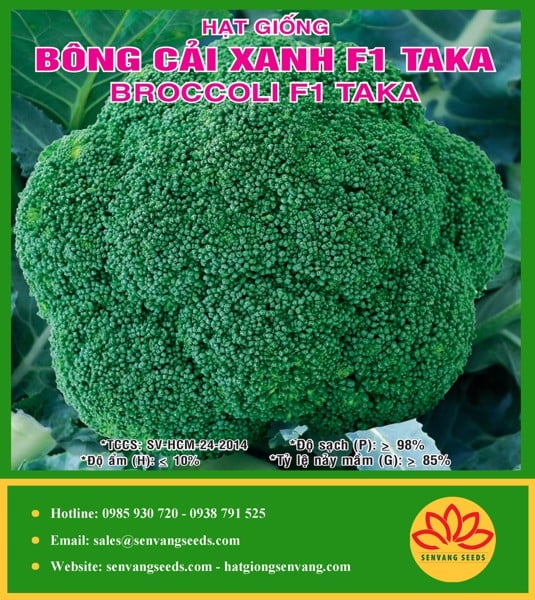 HẠT GIỐNG
BÔNG CẢI XANH F1 TAKA
BROCCOLI F1 TAKA
*TCCS: SV-HCM-24-2014 *Độ sạch (P): ≥ 98%
*Độ ẩm (H): ≤ 10% *Tỷ lệ nảy mầm (G): ≥ 85%
Hotline: 0985 930 720 - 0938 791 525
Email: sales@senvangseeds.com
Website: senvangseeds.com - hatgiongsenvang.com
SENVANG SEEDS